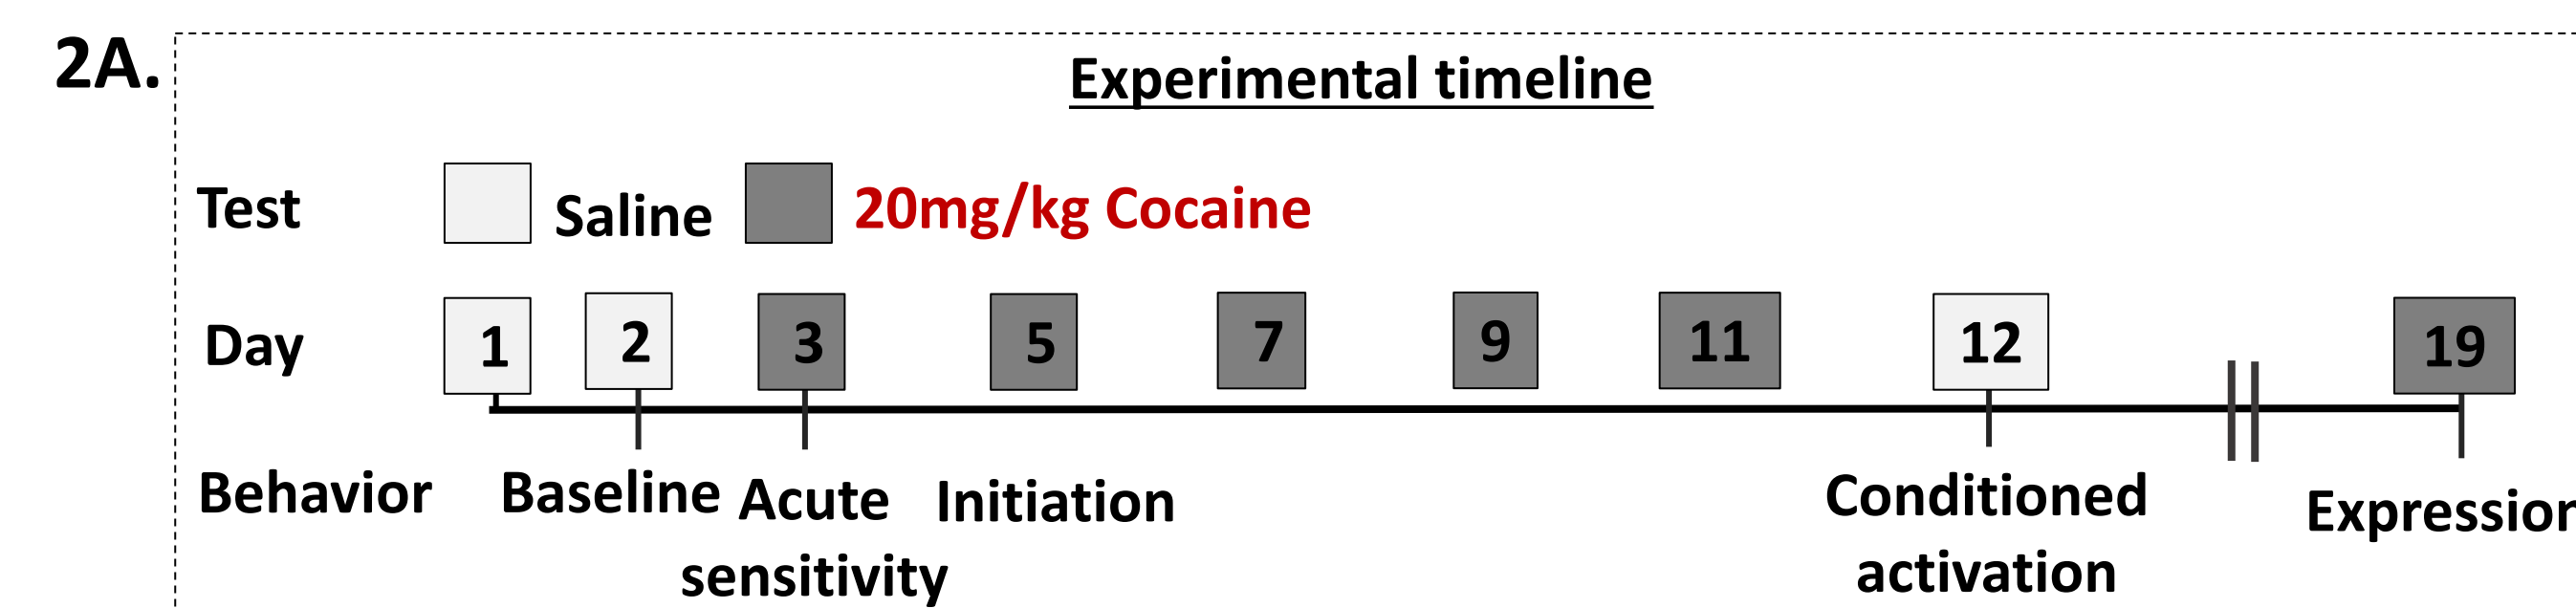 2A.
Experimental timeline
Test Saline 20mg/kg Cocaine
Day 1 2 3 5 7 9 11 12 19
Behavior Baseline Acute sensitivity Initiation Conditioned activation Expression